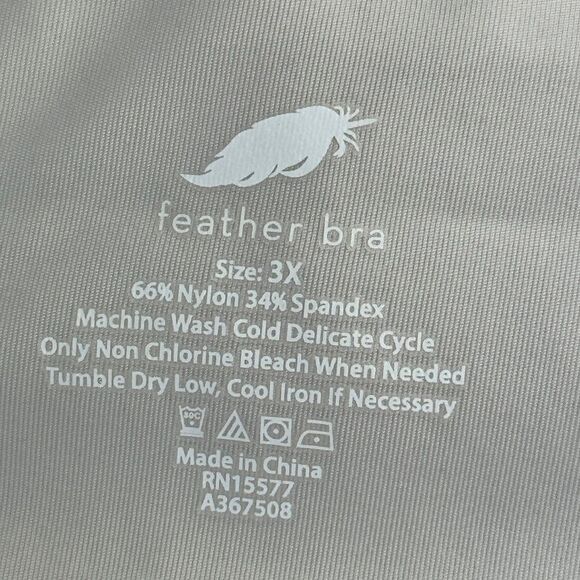 feather bra
Size: 3X
66% Nylon 34% Spandex
Machine Wash Cold Delicate Cycle
Only Non Chlorine Bleach When Needed
Tumble Dry Low, Cool Iron If Necessary
30C
Made in China
RN15577
A367508